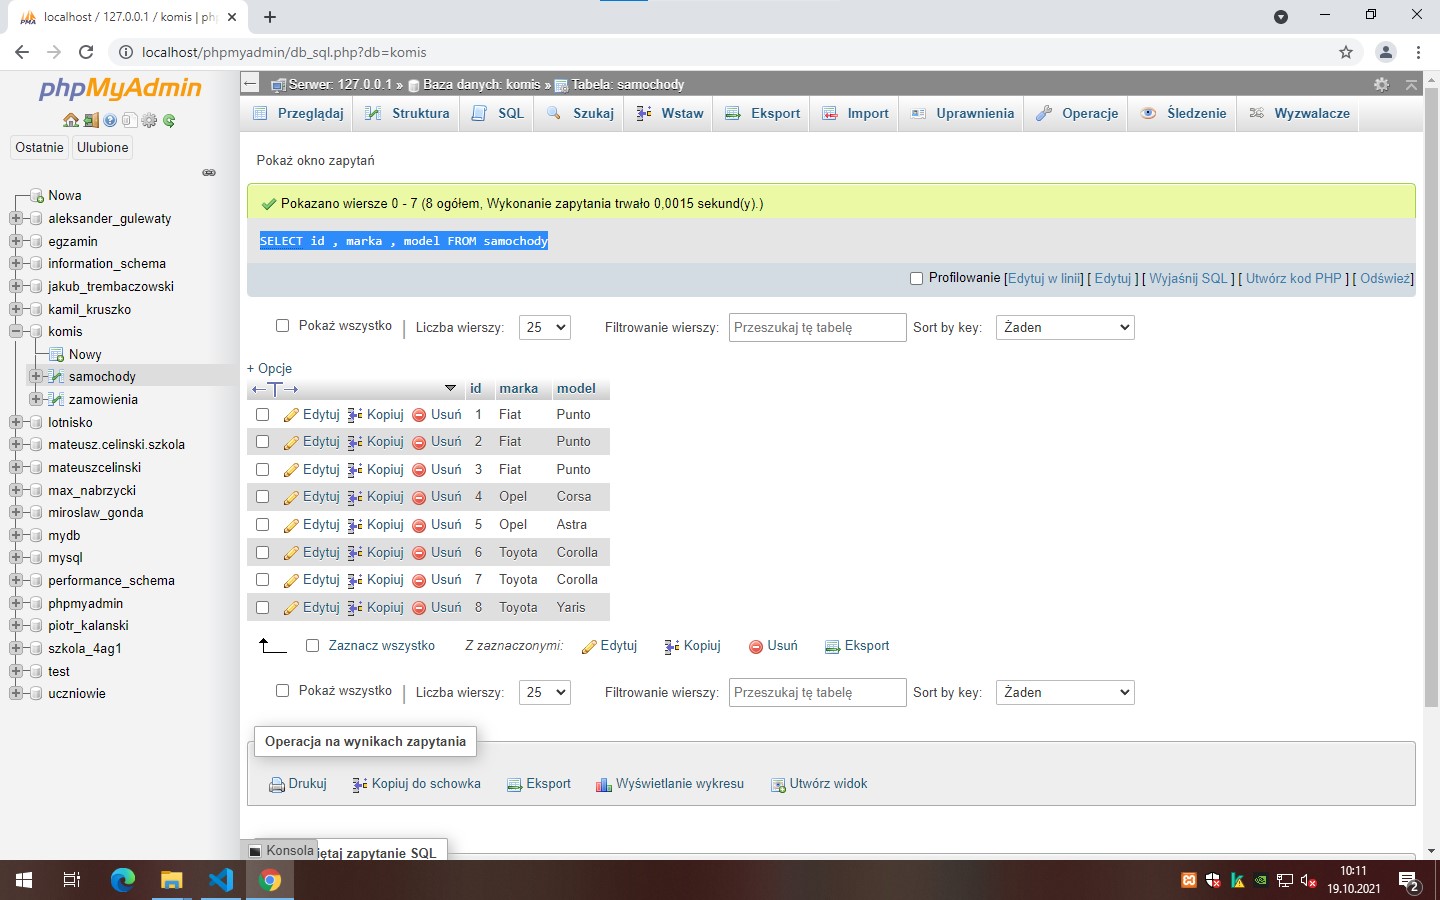 localhost / 127.0.0.1 / komis | php
localhost/phpmyadmin/db_sql.php?db=komis
phpMyAdmin
Ostatnie Ulubione
Nowa
aleksander_gulewaty
egzamin
information_schema
jakub_trembaczowski
kamil_kruszko
komis
Nowy
samochody
zamowienia
lotnisko
mateusz.celinski.szkola
mateuszcelinski
max_nabrzycki
miroslaw_gonda
mydb
mysql
performance_schema
phpmyadmin
piotr_kalanski
szkola_4ag1
test
uczniowie
Serwer: 127.0.0.1 » Baza danych: komis » Tabela: samochody
Przeglądaj Struktura SQL Szukaj Wstaw Eksport Import Uprawnienia Operacje Śledzenie Wyzwalacze
Pokaż okno zapytań
Pokazano wiersze 0 - 7 (8 ogółem, Wykonanie zapytania trwało 0,0015 sekund(y).)
SELECT id , marka , model FROM samochody
Profilowanie [Edytuj w linii] [ Edytuj ] [ Wyjaśnij SQL ] [ Utwórz kod PHP ] [ Odśwież]
Pokaż wszystko | Liczba wierszy: 25 Filtrowanie wierszy: Przeszukaj tę tabelę Sort by key: Żaden
+ Opcje
←T→ id marka model
Edytuj Kopiuj Usuń 1 Fiat Punto
Edytuj Kopiuj Usuń 2 Fiat Punto
Edytuj Kopiuj Usuń 3 Fiat Punto
Edytuj Kopiuj Usuń 4 Opel Corsa
Edytuj Kopiuj Usuń 5 Opel Astra
Edytuj Kopiuj Usuń 6 Toyota Corolla
Edytuj Kopiuj Usuń 7 Toyota Corolla
Edytuj Kopiuj Usuń 8 Toyota Yaris
Zaznacz wszystko Z zaznaczonymi: Edytuj Kopiuj Usuń Eksport
Pokaż wszystko | Liczba wierszy: 25 Filtrowanie wierszy: Przeszukaj tę tabelę Sort by key: Żaden
Operacja na wynikach zapytania
Drukuj Kopiuj do schowka Eksport Wyświetlanie wykresu Utwórz widok
Konsola iętaj zapytanie SQL
10:11
19.10.2021
2